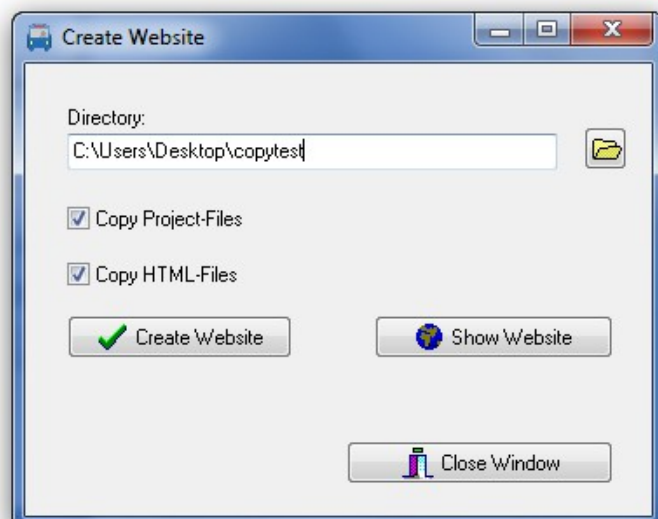 Create Website
Directory:
C:\Users\Desktop\copytest
Copy Project-Files
Copy HTML-Files
Create Website
Show Website
Close Window